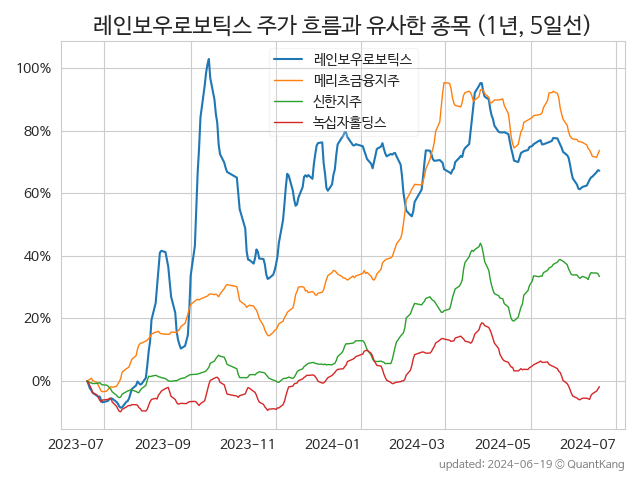 레인보우로보틱스 주가 흐름과 유사한 종목 (1년, 5일선)
레인보우로보틱스
메리츠금융지주
신한지주
녹십자홀딩스
100%
80%
60%
40%
20%
0%
2023-07 2023-09 2023-11 2024-01 2024-03 2024-05 2024-07
updated: 2024-06-19 © QuantKang